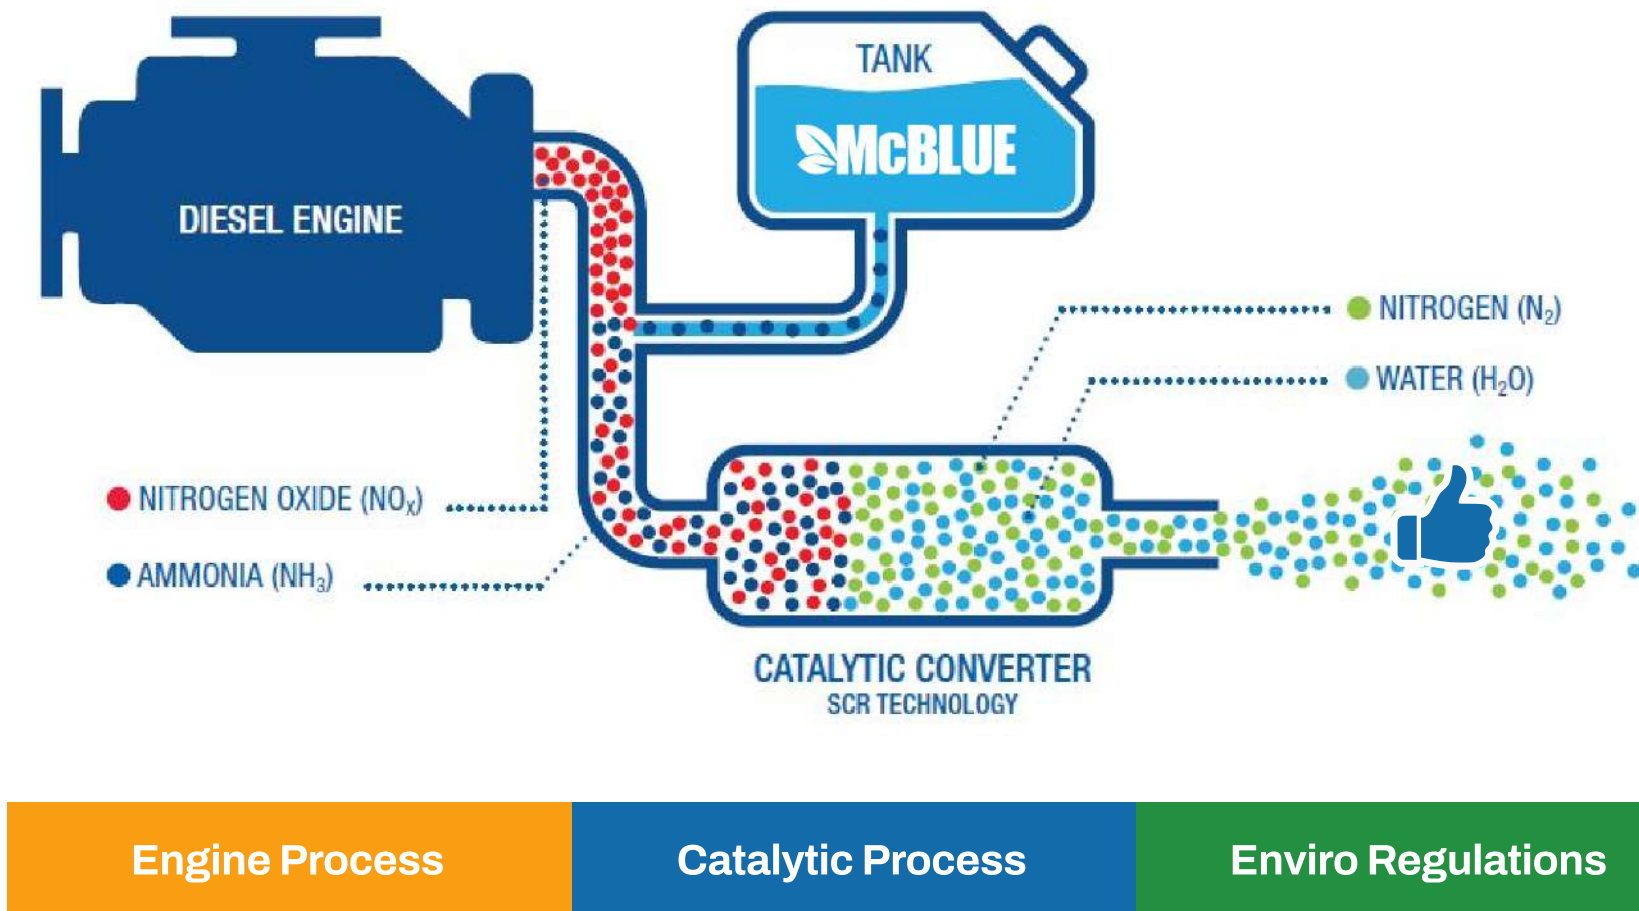 TANK
McBLUE
DIESEL ENGINE
NITROGEN (N₂)
WATER (H₂O)
NITROGEN OXIDE (NOₓ)
AMMONIA (NH₃)
CATALYTIC CONVERTER
SCR TECHNOLOGY
Engine Process
Catalytic Process
Enviro Regulations